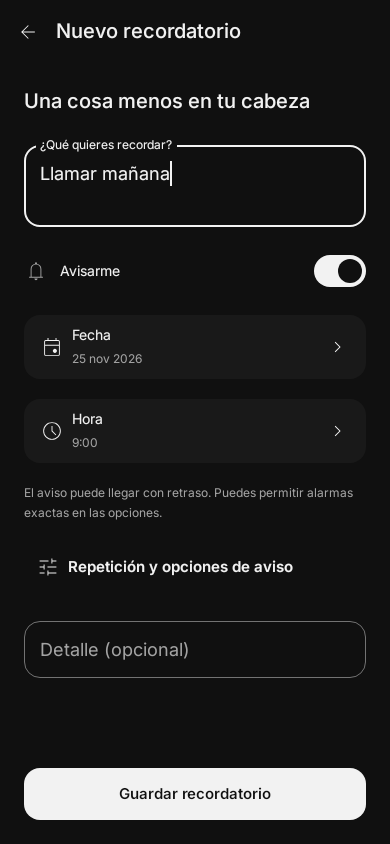 Nuevo recordatorio
Una cosa menos en tu cabeza
¿Qué quieres recordar?
Llamar mañana
Avisarme
Fecha
25 nov 2026
Hora
9:00
El aviso puede llegar con retraso. Puedes permitir alarmas
exactas en las opciones.
Repetición y opciones de aviso
Detalle (opcional)
Guardar recordatorio